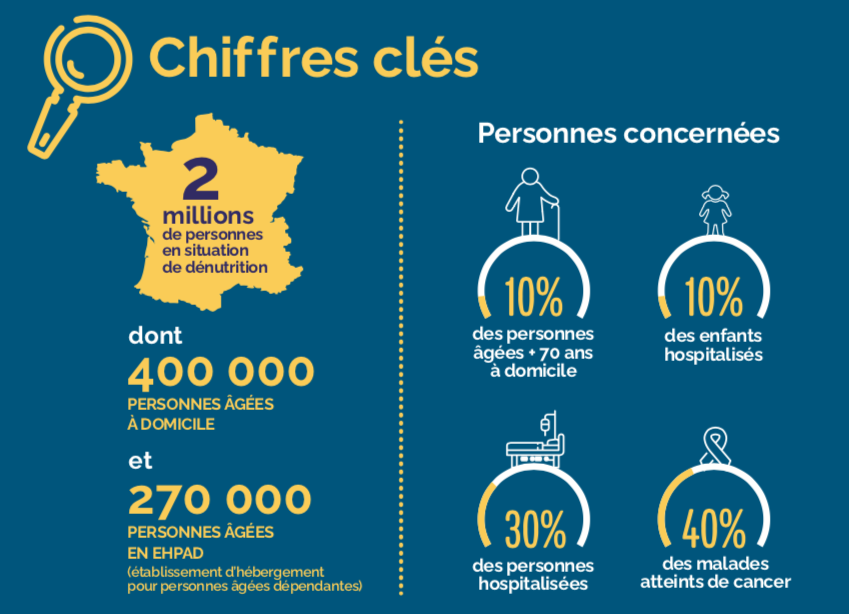 Chiffres clés
2
millions
de personnes
en situation
de dénutrition
dont
400 000
PERSONNES ÂGÉES
À DOMICILE
et
270 000
PERSONNES ÂGÉES
EN EHPAD
(établissement d'hébergement
pour personnes âgées dépendantes)
Personnes concernées
10%
des personnes
âgées + 70 ans
à domicile
10%
des enfants
hospitalisés
30%
des personnes
hospitalisées
40%
des malades
atteints de cancer